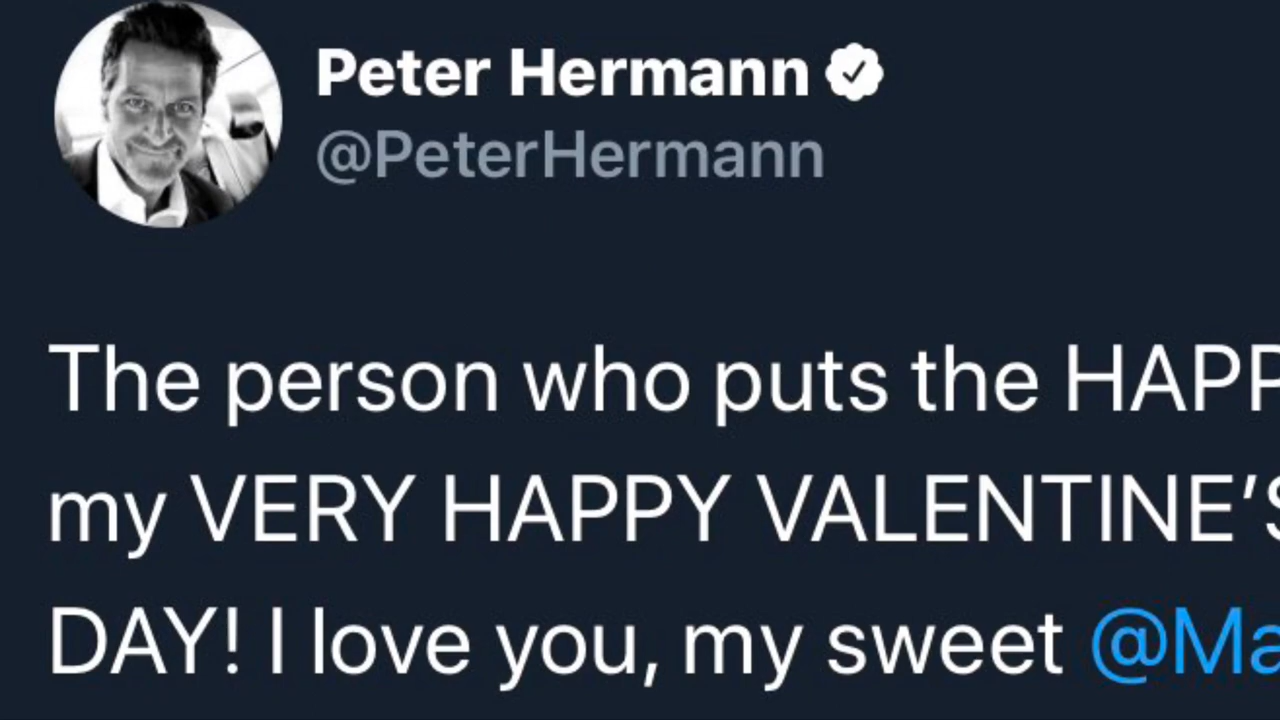 Peter Hermann
@PeterHermann
The person who puts the HAPP
my VERY HAPPY VALENTINE’S
DAY! I love you, my sweet @Ma